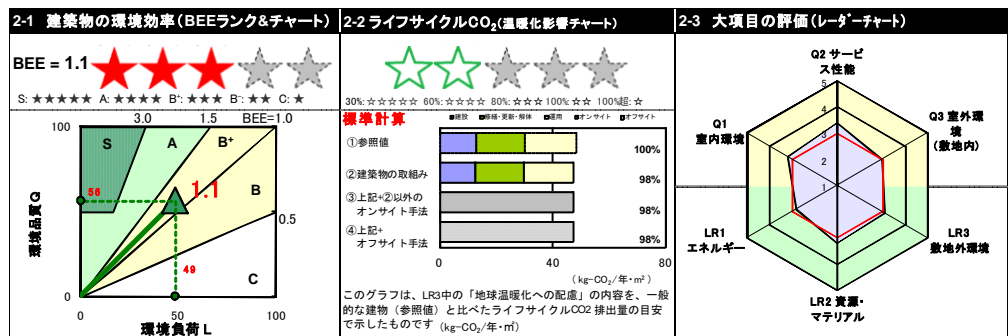 2-1 建築物の環境効率(BEEランク&チャート)
BEE = 1.1
S: ★★★★★ A: ★★★★ B⁺: ★★★ B⁻: ★★ C: ★
3.0 1.5 BEE=1.0
100
S A B⁺
56
1.1
B
0.5
49
C
0
0 50 100
環境品質 Q
環境負荷 L
2-2 ライフサイクルCO₂(温暖化影響チャート)
30%: ☆☆☆☆☆ 60%: ☆☆☆☆ 80%: ☆☆☆ 100%: ☆☆ 100%超: ☆
標準計算
建設 修繕・更新・解体 運用 オンサイト オフサイト
①参照値 100%
②建築物の取組み 98%
③上記+②以外の
オンサイト手法 98%
④上記+
オフサイト手法 98%
0 40 80
(kg-CO₂/年・m²)
このグラフは、LR3中の「地球温暖化への配慮」の内容を、一般
的な建物(参照値)と比べたライフサイクルCO2 排出量の目安
で示したものです (kg-CO₂/年・㎡)
2-3 大項目の評価(レーダーチャート)
Q2 サービ
ス性能
5
4
3
2
1
Q1
室内環境
Q3 室外環
境
(敷地内)
LR1
エネルギー
LR3
敷地外環境
LR2 資源・
マテリアル